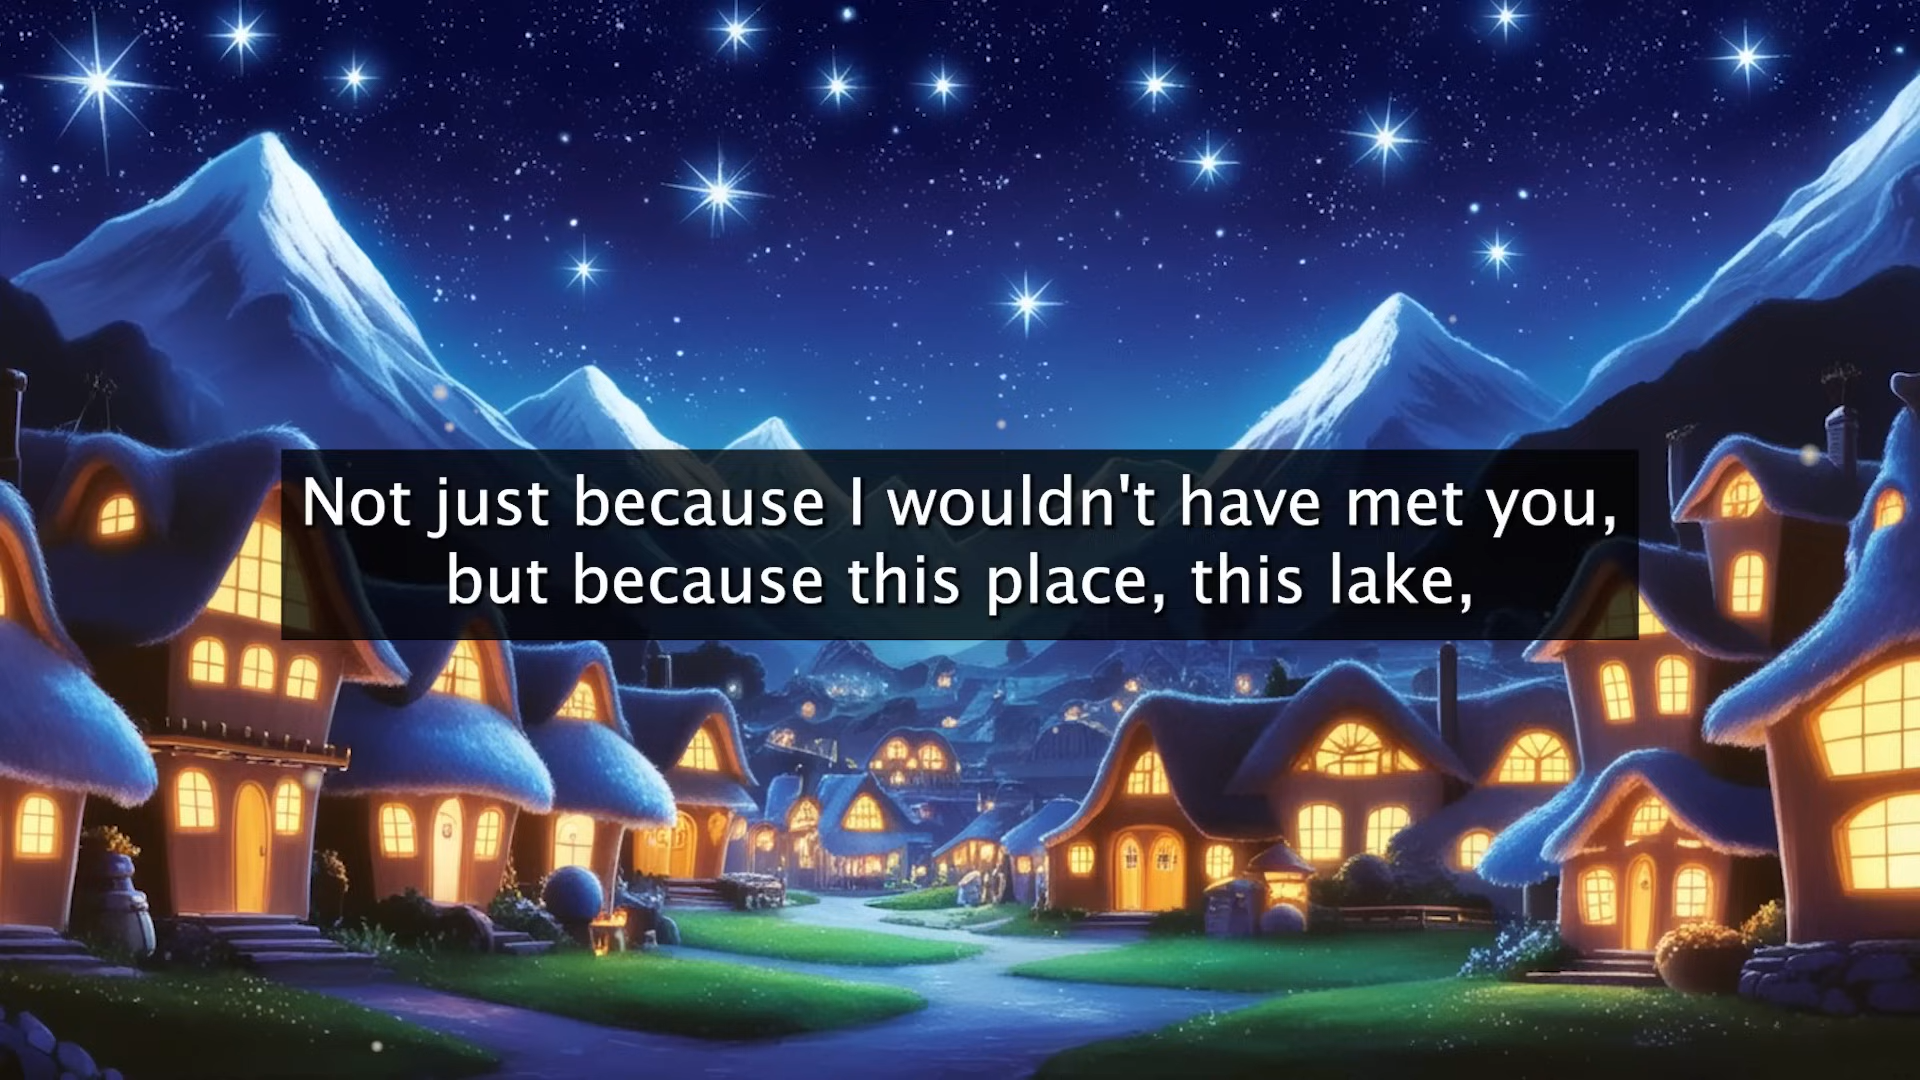 Not just because I wouldn't have met you,
but because this place, this lake,